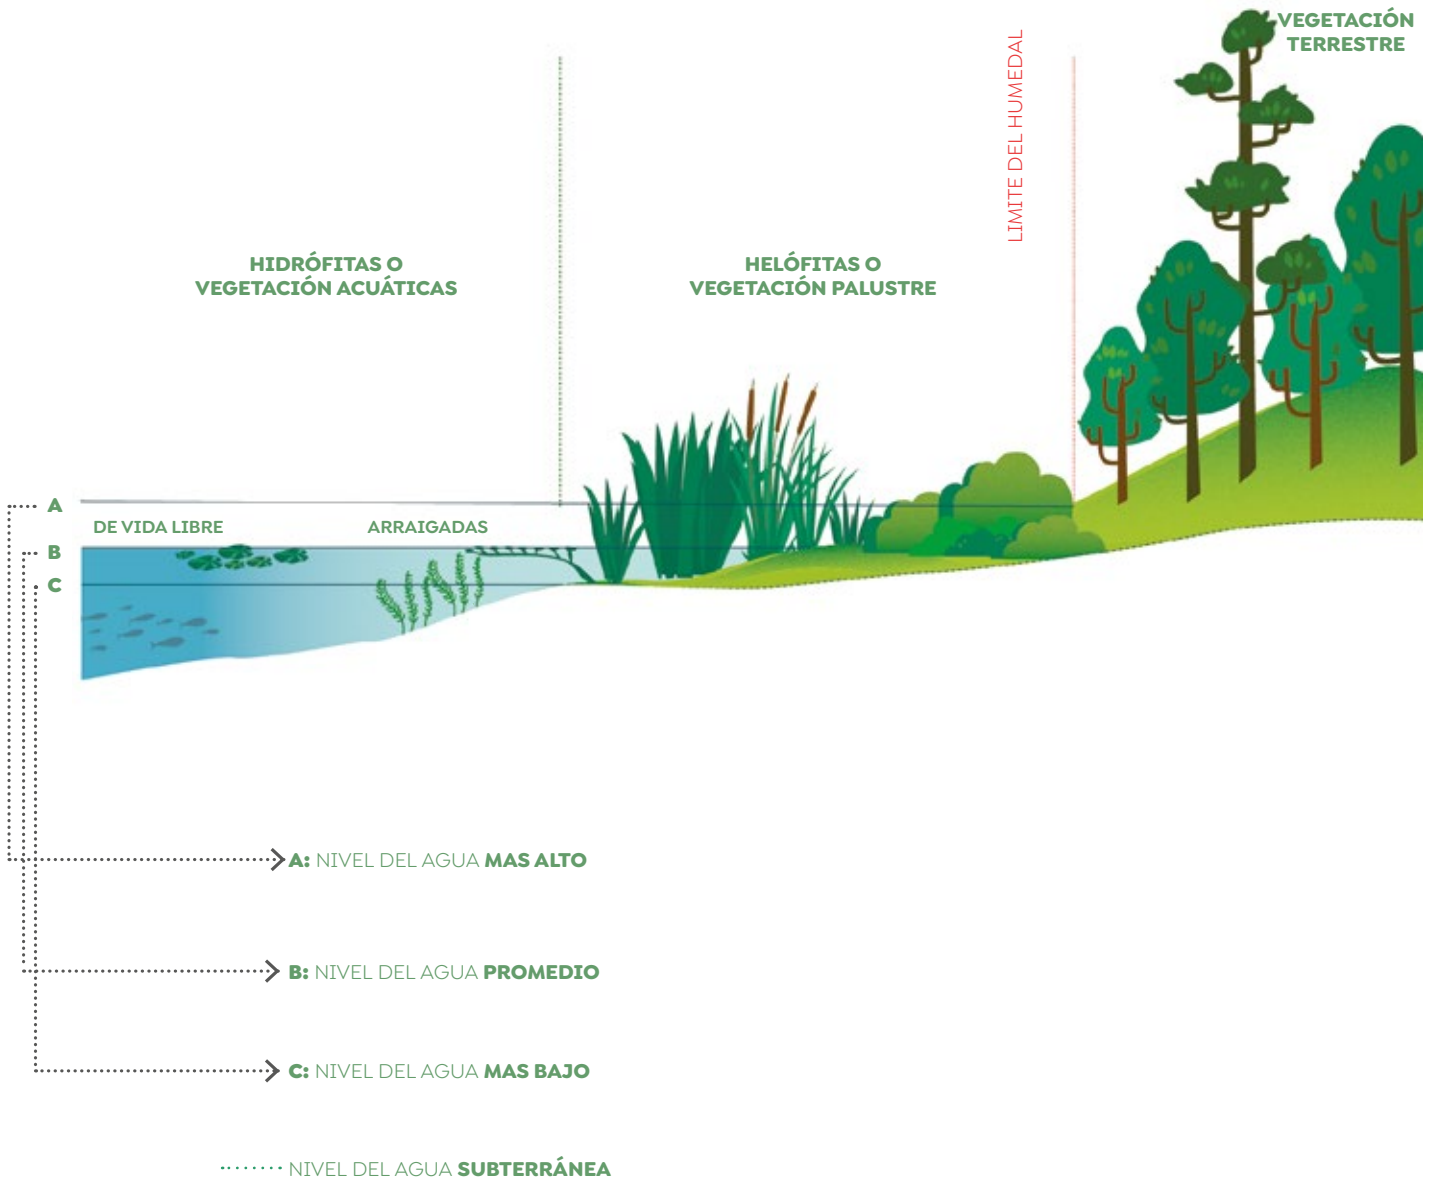 VEGETACIÓN
TERRESTRE
LIMITE DEL HUMEDAL
HIDRÓFITAS O
VEGETACIÓN ACUÁTICAS
HELÓFITAS O
VEGETACIÓN PALUSTRE
A
DE VIDA LIBRE
ARRAIGADAS
B
C
A: NIVEL DEL AGUA MAS ALTO
B: NIVEL DEL AGUA PROMEDIO
C: NIVEL DEL AGUA MAS BAJO
NIVEL DEL AGUA SUBTERRÁNEA